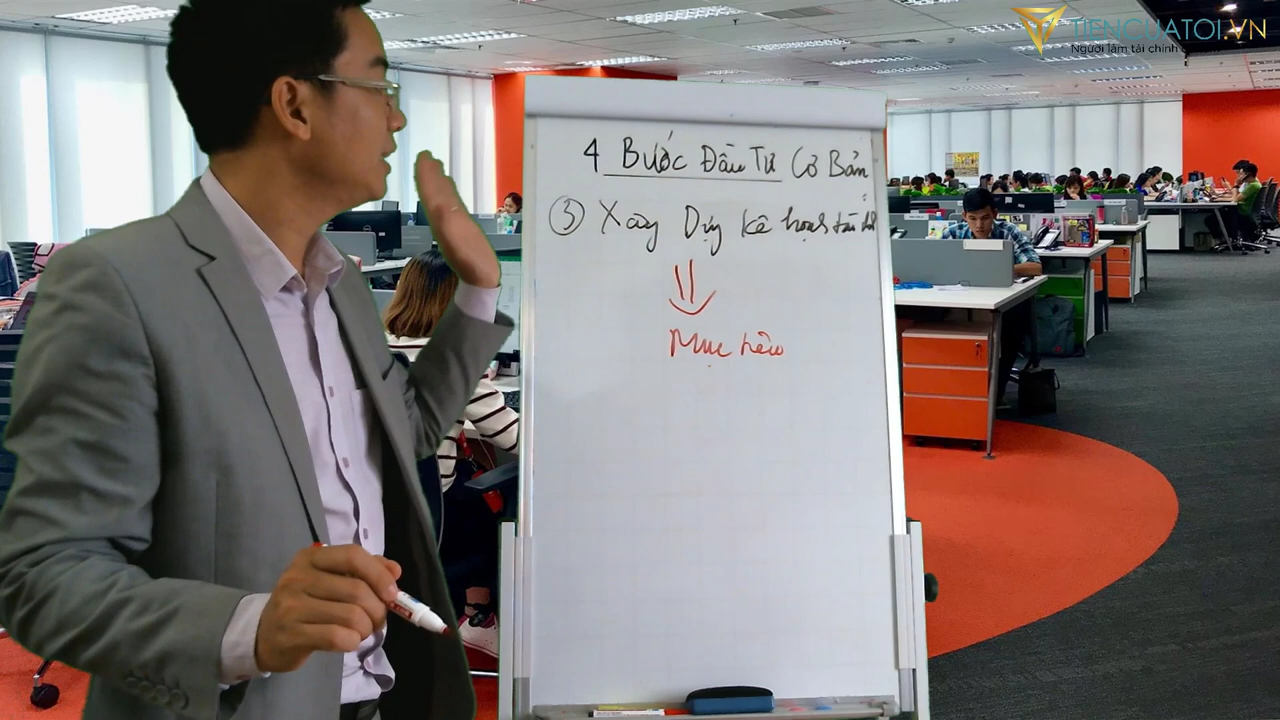 TIENCUATOI.VN
Người làm tài chính
4 Bước Đầu Tư Cơ Bản
③ Xây Dựng kế hoạch tài
Mục tiêu